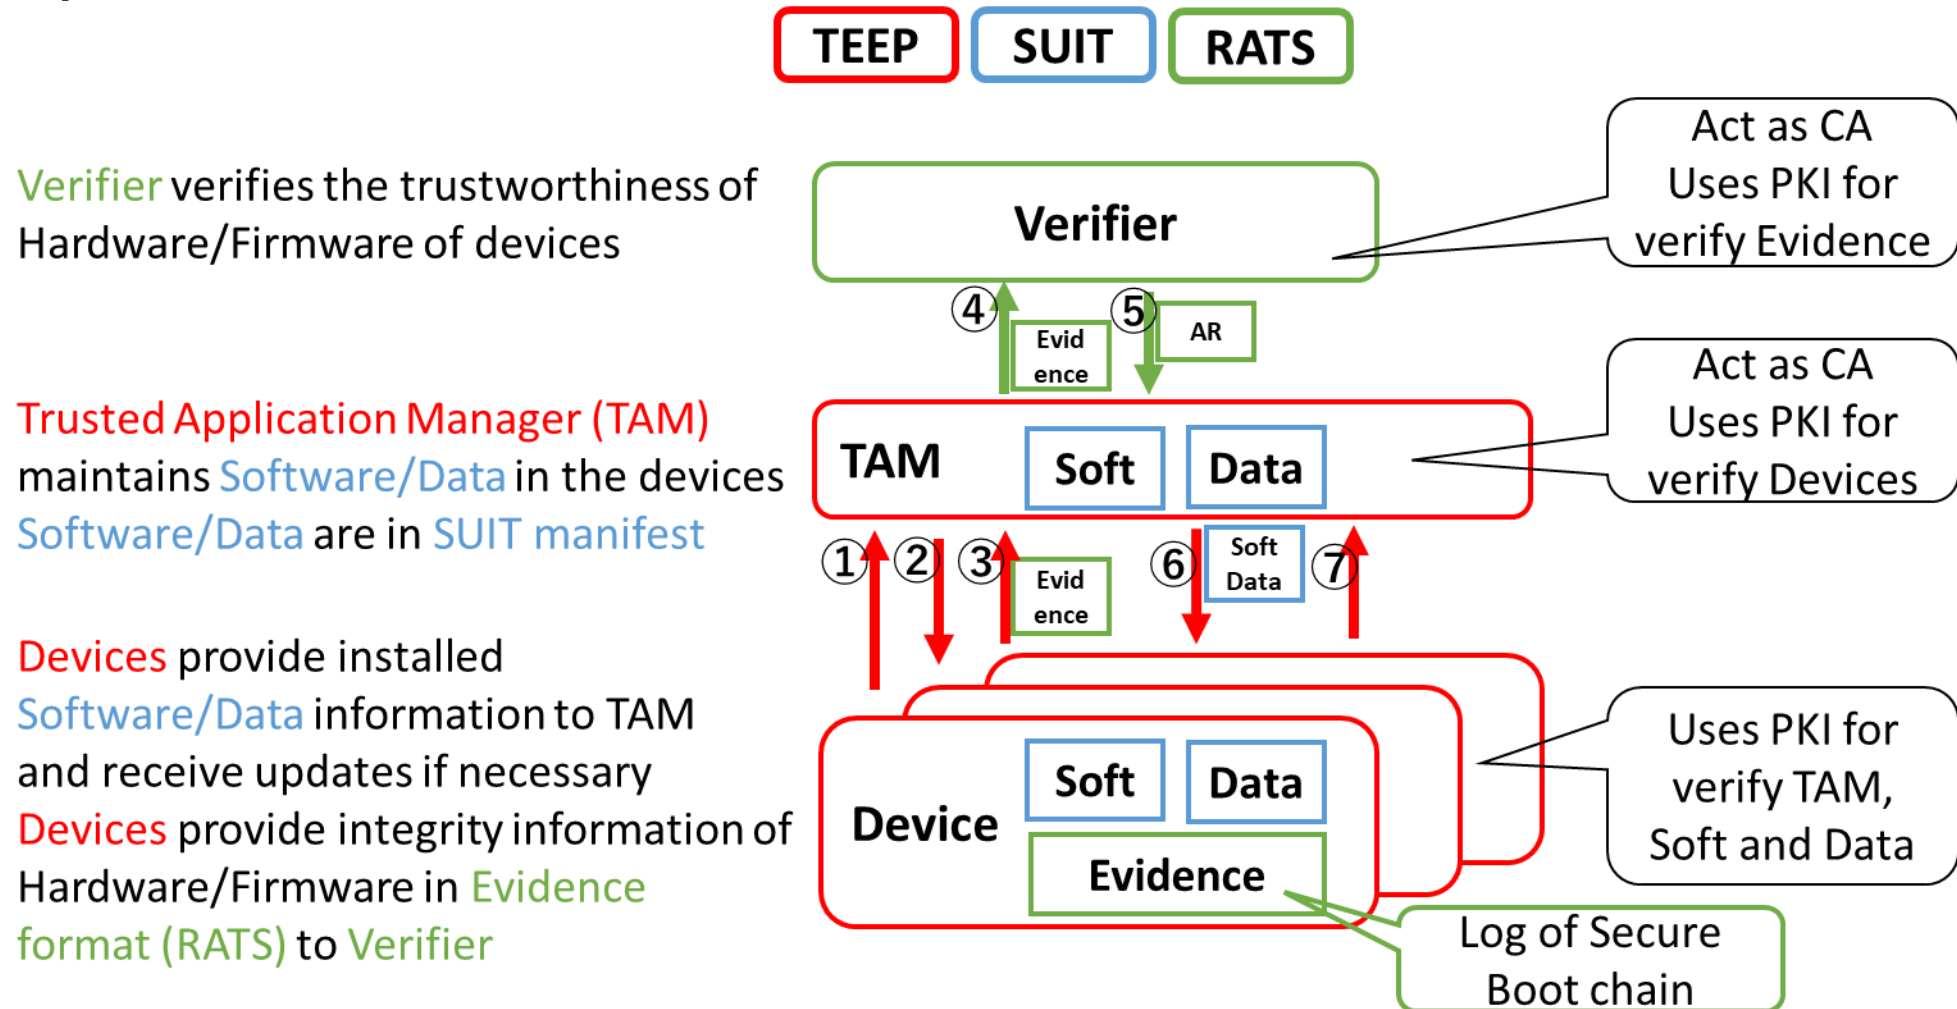 TEEP
SUIT
RATS
Act as CA
Uses PKI for
verify Evidence
Verifier verifies the trustworthiness of
Hardware/Firmware of devices
Verifier
④
Evid
ence
⑤
AR
Act as CA
Uses PKI for
verify Devices
Trusted Application Manager (TAM)
maintains Software/Data in the devices
Software/Data are in SUIT manifest
TAM
Soft
Data
①
②
③
Evid
ence
⑥
Soft
Data
⑦
Devices provide installed
Software/Data information to TAM
and receive updates if necessary
Devices provide integrity information of
Hardware/Firmware in Evidence
format (RATS) to Verifier
Device
Soft
Data
Evidence
Uses PKI for
verify TAM,
Soft and Data
Log of Secure
Boot chain